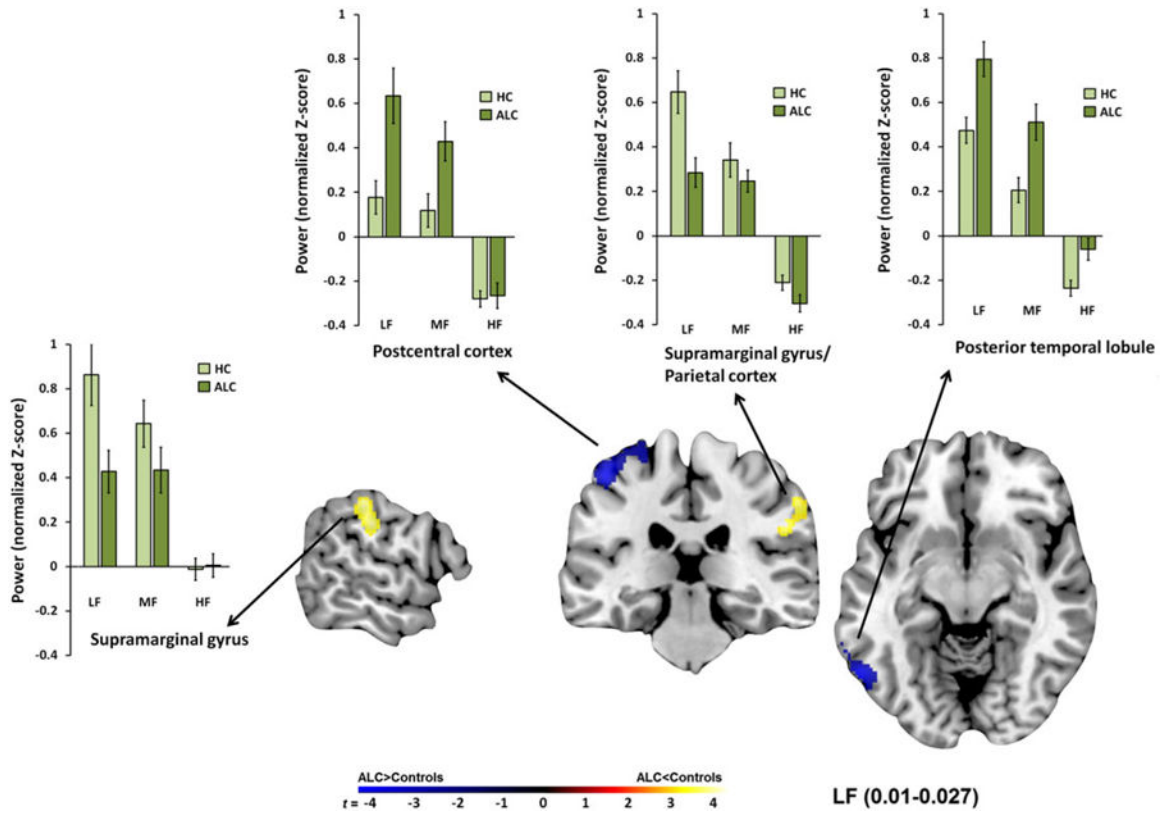 Power (normalized Z-score)
1
0.8
0.6
0.4
0.2
0
-0.2
-0.4
HC
ALC
LF MF HF
Postcentral cortex
Power (normalized Z-score)
1
0.8
0.6
0.4
0.2
0
-0.2
-0.4
HC
ALC
LF MF HF
Supramarginal gyrus/
Parietal cortex
Power (normalized Z-score)
1
0.8
0.6
0.4
0.2
0
-0.2
-0.4
HC
ALC
LF MF HF
Posterior temporal lobule
Power (normalized Z-score)
1
0.8
0.6
0.4
0.2
0
-0.2
-0.4
HC
ALC
LF MF HF
Supramarginal gyrus
ALC>Controls ALC<Controls
t = -4 -3 -2 -1 0 1 2 3 4
LF (0.01-0.027)